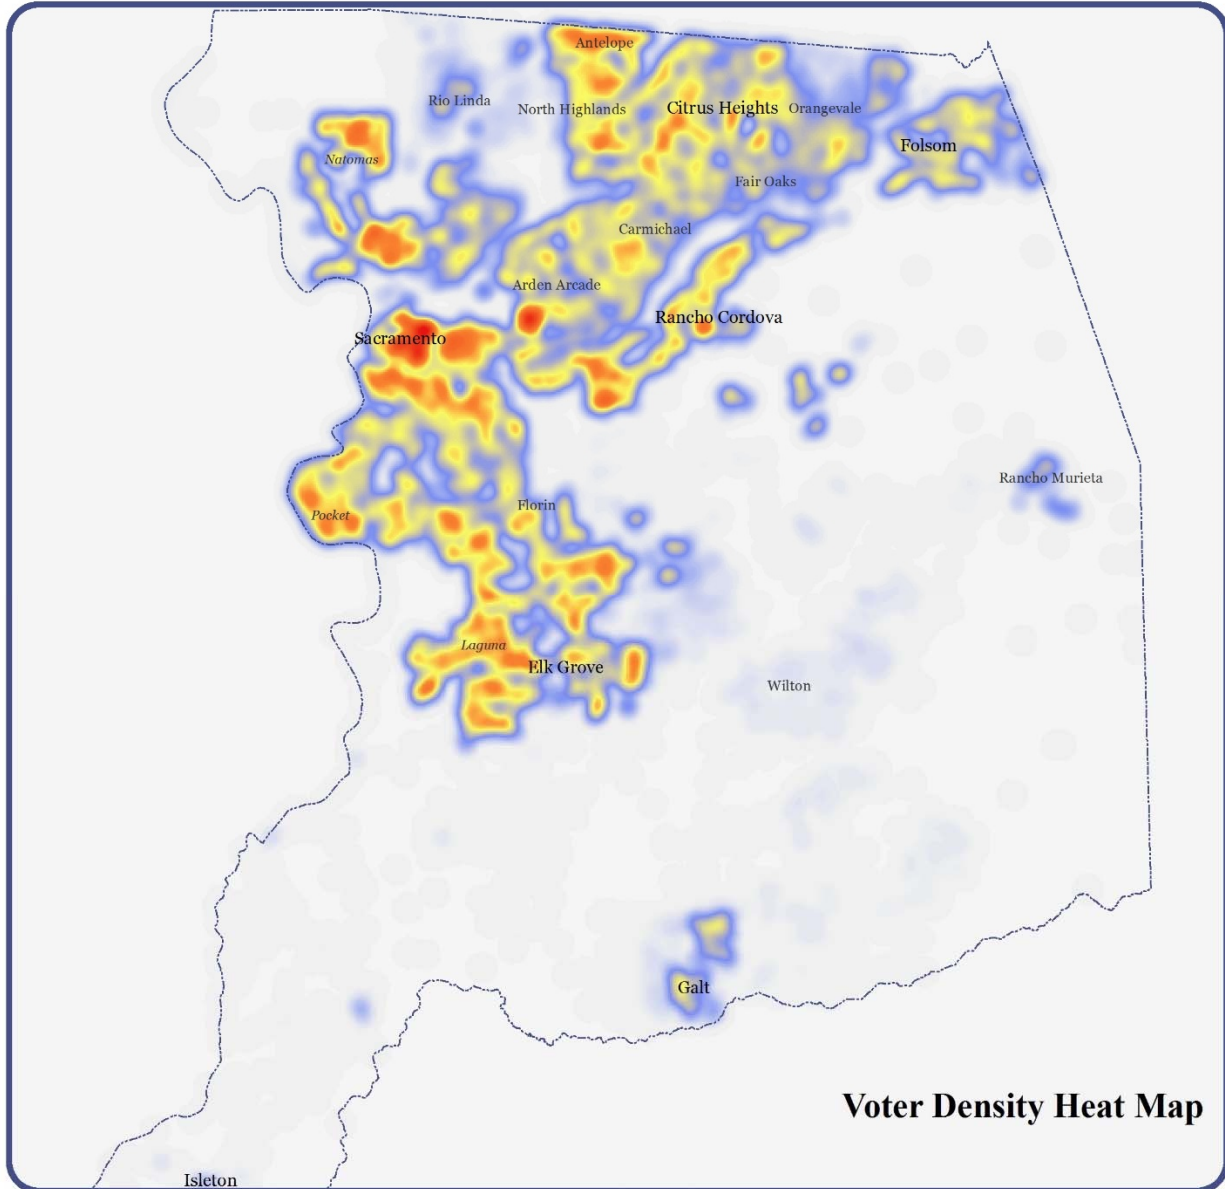 Antelope
Rio Linda
North Highlands
Citrus Heights
Orangevale
Folsom
Natomas
Fair Oaks
Carmichael
Arden Arcade
Rancho Cordova
Sacramento
Rancho Murieta
Florin
Pocket
Laguna
Elk Grove
Wilton
Galt
Voter Density Heat Map
Isleton